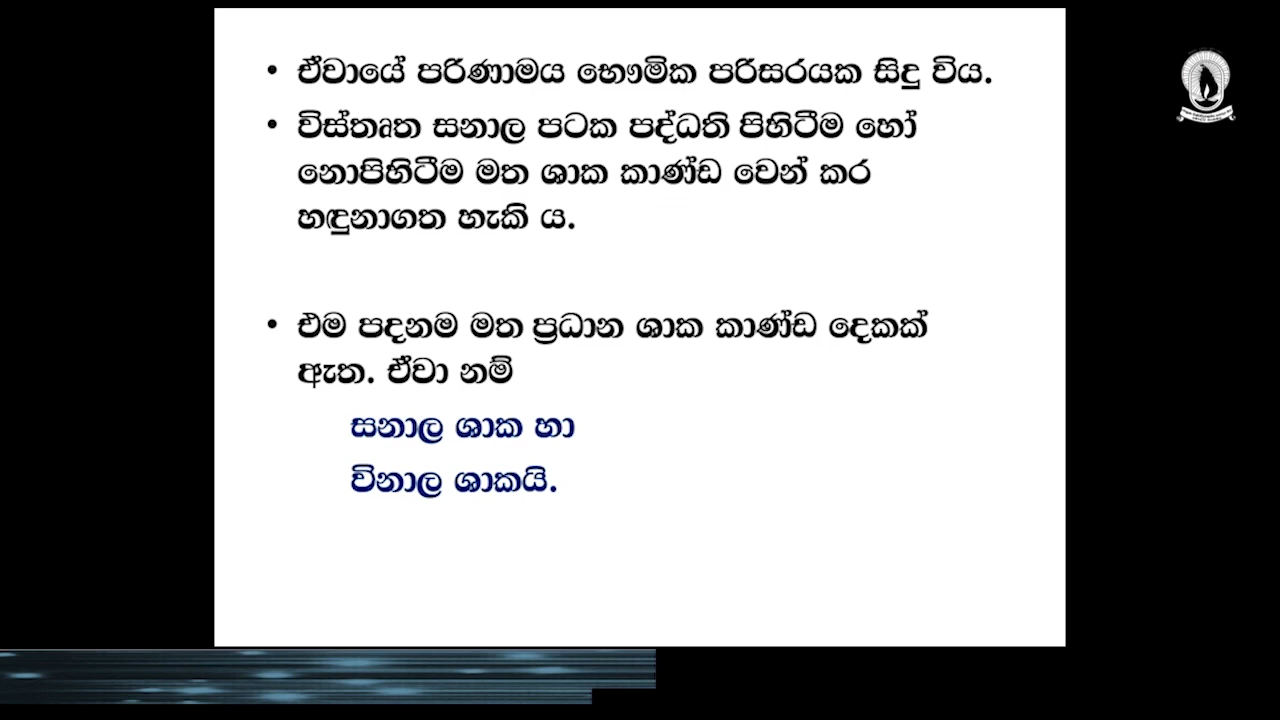 • ඒවායේ පරිණාමය භෞමික පරිසරයක සිදු විය.
• විස්තෘත සනාල පටක පද්ධති පිහිටීම හෝ
නොපිහිටීම මත ශාක කාණ්ඩ වෙන් කර
හඳුනාගත හැකි ය.
• එම පදනම මත ප්‍රධාන ශාක කාණ්ඩ දෙකක්
ඇත. ඒවා නම්
සනාල ශාක හා
විනාල ශාකයි.